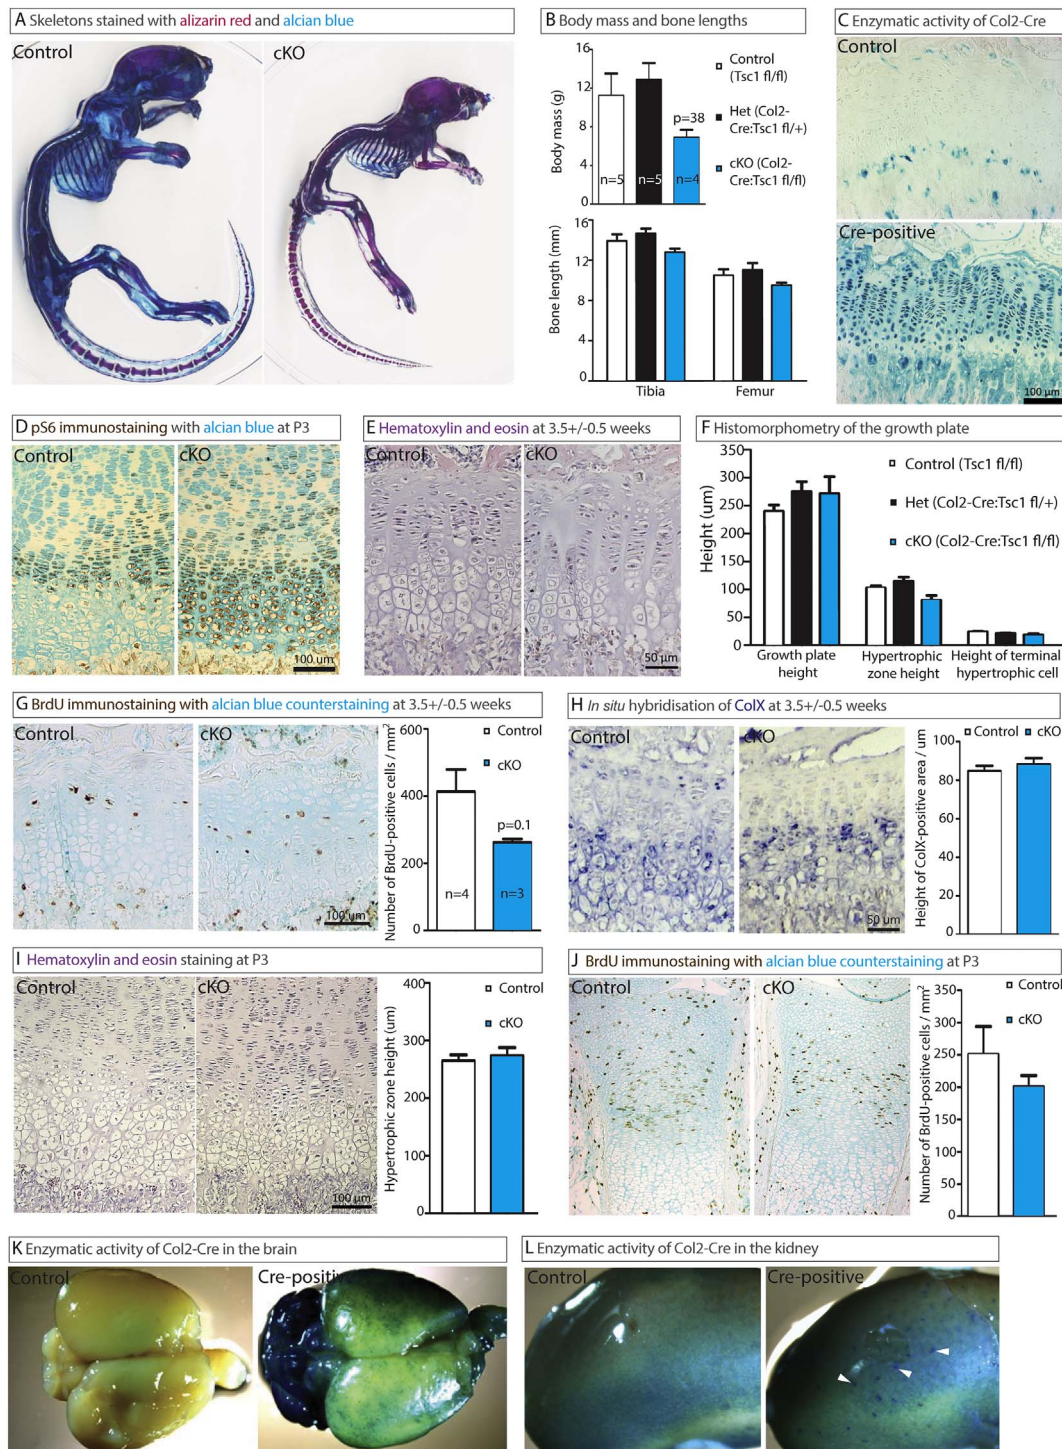 A Skeletons stained with alizarin red and alcian blue
Control
cKO
B Body mass and bone lengths
Body mass (g)
16
12
8
4
0
n=5
n=5
n=4
p=38
Control
(Tsc1 fl/fl)
Het (Col2-
Cre:Tsc1 fl/+)
cKO (Col2-
Cre:Tsc1 fl/fl)
Bone length (mm)
16
12
8
4
0
Tibia
Femur
C Enzymatic activity of Col2-Cre
Control
Cre-positive
100 μm
D pS6 immunostaining with alcian blue at P3
Control
cKO
100 um
E Hematoxylin and eosin at 3.5+/-0.5 weeks
Control
cKO
50 μm
F Histomorphometry of the growth plate
Height (um)
350
300
250
200
150
100
50
0
Control (Tsc1 fl/fl)
Het (Col2-Cre:Tsc1 fl/+)
cKO (Col2-Cre:Tsc1 fl/fl)
Growth plate
height
Hypertrophic
zone height
Height of terminal
hypertrophic cell
G BrdU immunostaining with alcian blue counterstaining at 3.5+/-0.5 weeks
Control
cKO
100 um
Number of BrdU-positive cells / mm²
600
400
200
0
Control
cKO
p=0.1
n=4
n=3
H In situ hybridisation of ColX at 3.5+/-0.5 weeks
Control
cKO
50 μm
Height of ColX-positive area / um
100
80
60
40
20
0
Control
cKO
I Hematoxylin and eosin staining at P3
Control
cKO
100 μm
Hypertrophic zone height (um)
400
300
200
100
0
Control
cKO
J BrdU immunostaining with alcian blue counterstaining at P3
Control
cKO
Number of BrdU-positive cells / mm²
350
300
250
200
150
100
50
0
Control
cKO
K Enzymatic activity of Col2-Cre in the brain
Control
Cre-positive
L Enzymatic activity of Col2-Cre in the kidney
Control
Cre-positive